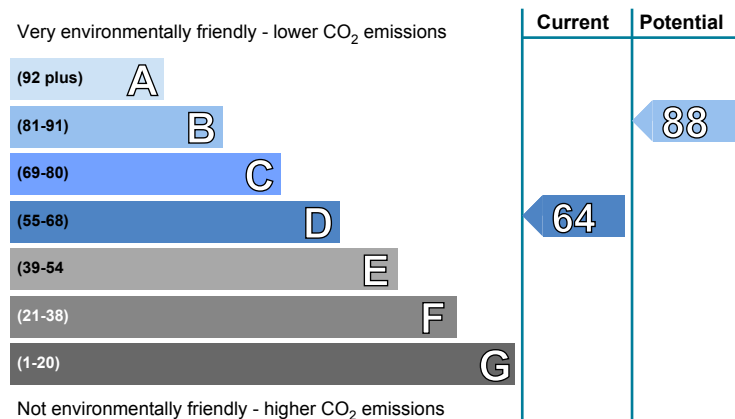 Very environmentally friendly - lower CO₂ emissions
Current
Potential
(92 plus) A
(81-91) B
88
(69-80) C
(55-68) D
64
(39-54 E
(21-38) F
(1-20) G
Not environmentally friendly - higher CO₂ emissions